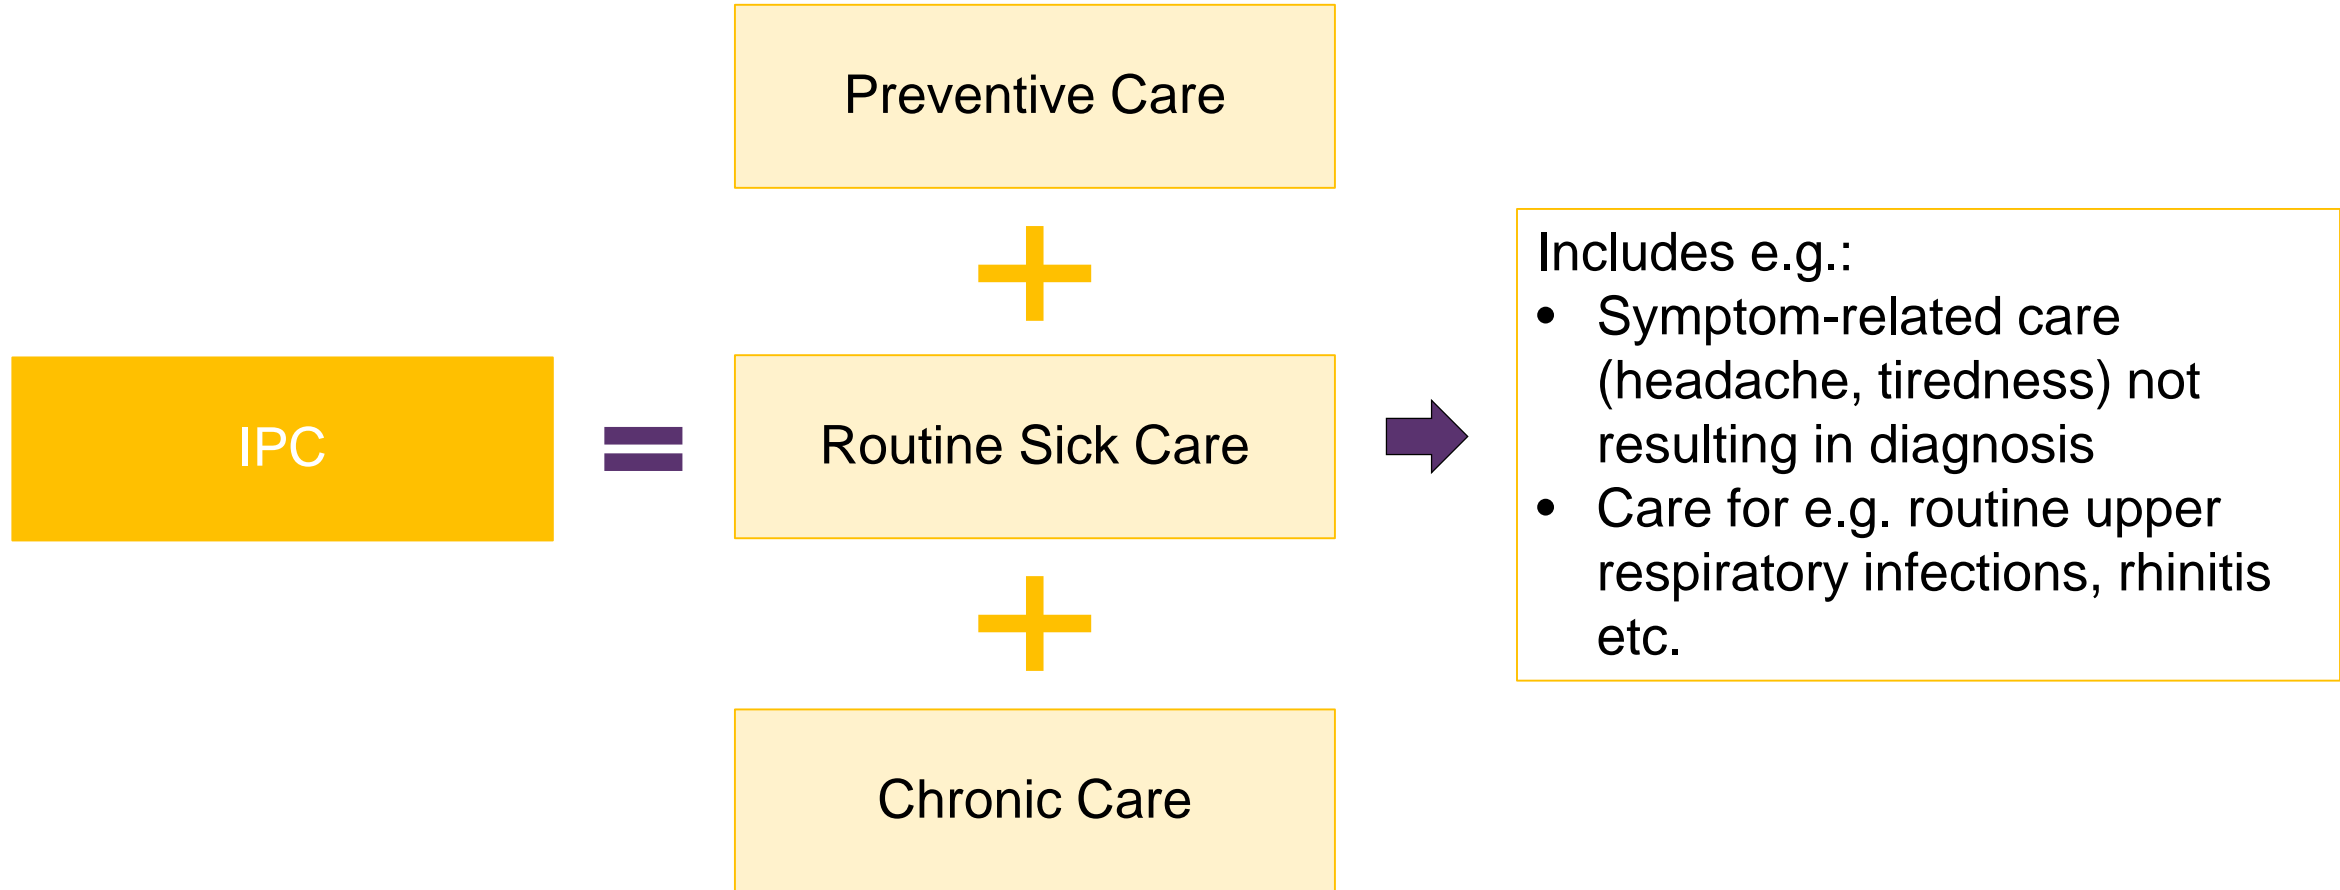 Preventive Care
IPC
Routine Sick Care
Chronic Care
Includes e.g.:
• Symptom-related care
(headache, tiredness) not
resulting in diagnosis
• Care for e.g. routine upper
respiratory infections, rhinitis
etc.